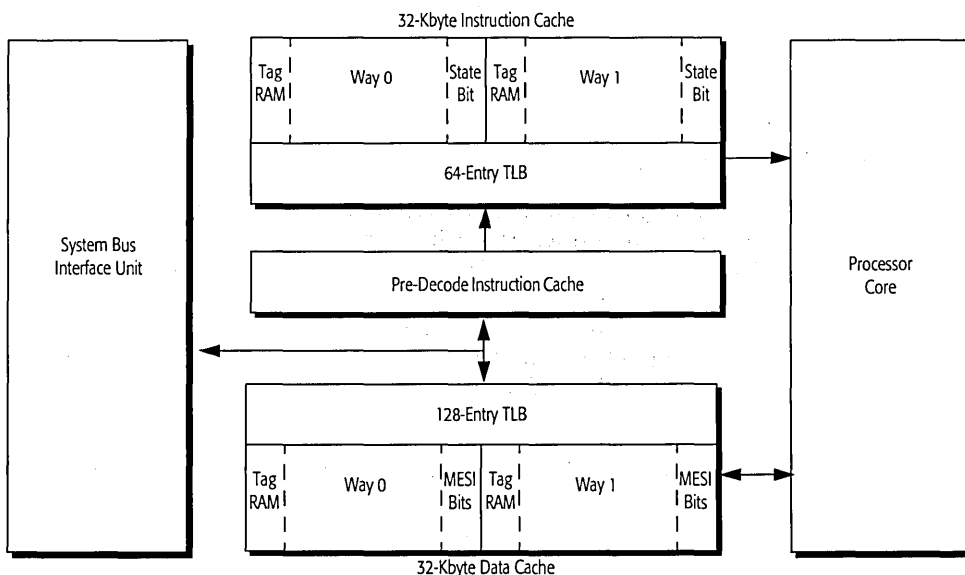 32-Kbyte Instruction Cache
Tag
RAM
Way 0
State
Bit
Tag
RAM
Way 1
State
Bit
64-Entry TLB
System Bus
Interface Unit
Pre-Decode Instruction Cache
Processor
Core
128-Entry TLB
Tag
RAM
Way 0
MESI
Bits
Tag
RAM
Way 1
MESI
Bits
32-Kbyte Data Cache